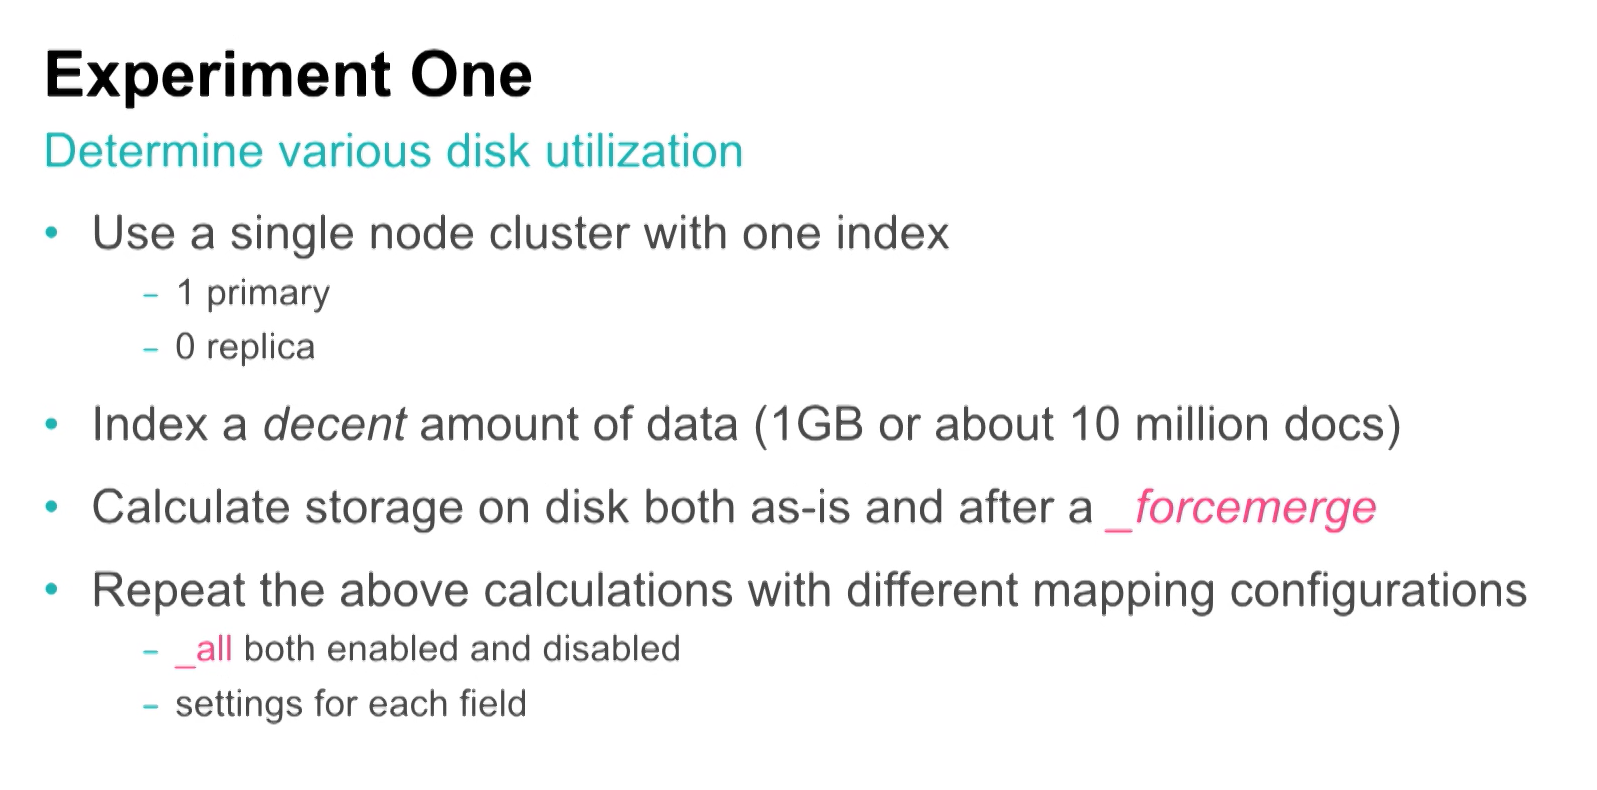 Experiment One
Determine various disk utilization
• Use a single node cluster with one index
– 1 primary
– 0 replica
• Index a decent amount of data (1GB or about 10 million docs)
• Calculate storage on disk both as-is and after a _forcemerge
• Repeat the above calculations with different mapping configurations
– _all both enabled and disabled
– settings for each field